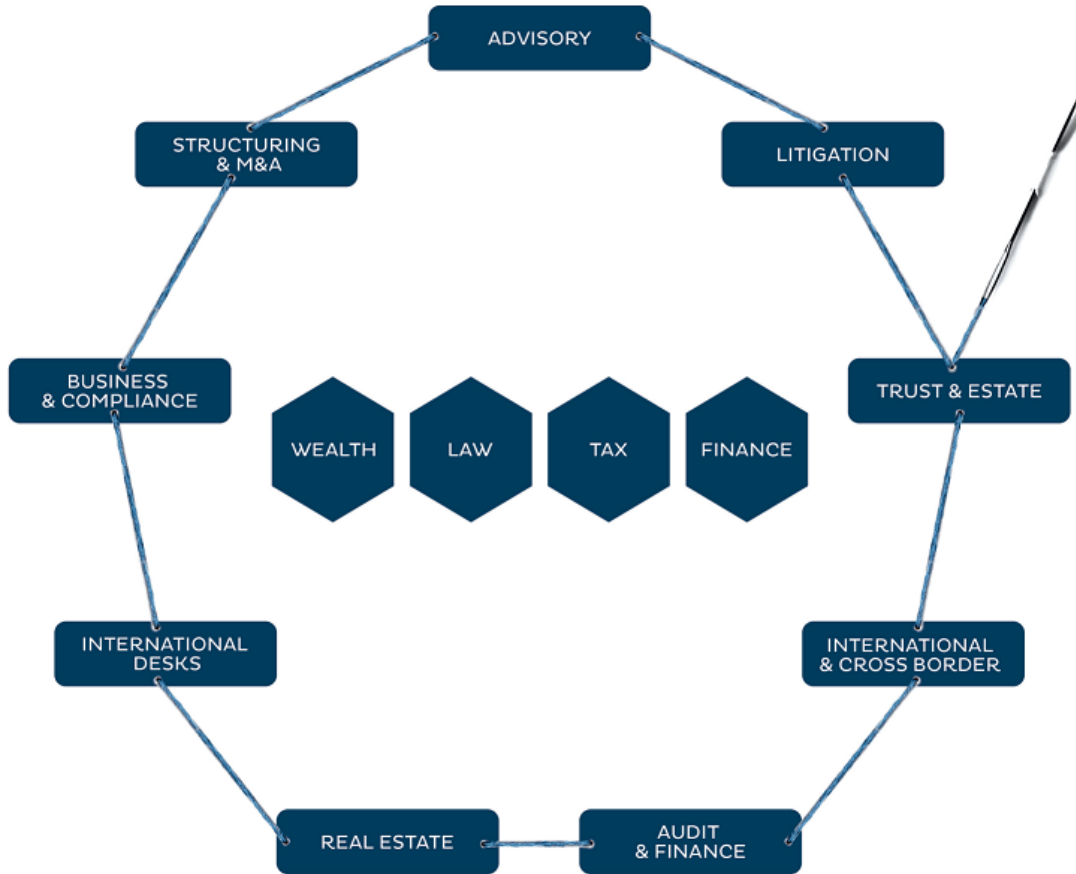 ADVISORY
STRUCTURING
& M&A
LITIGATION
BUSINESS
& COMPLIANCE
TRUST & ESTATE
WEALTH
LAW
TAX
FINANCE
INTERNATIONAL
DESKS
INTERNATIONAL
& CROSS BORDER
REAL ESTATE
AUDIT
& FINANCE